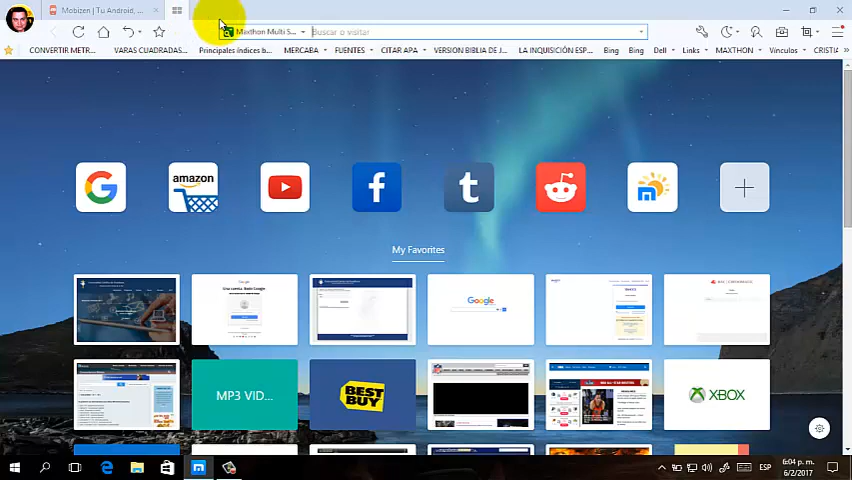 Mobizen | Tu Android, ...
Maxthon Multi S...
Buscar o visitar
CONVERTIR METR...
VARAS CUADRADAS...
Principales índices b...
MERCABA
FUENTES
CITAR APA
VERSION BIBLIA DE J...
LA INQUISICIÓN ESP...
Bing
Bing
Dell
Links
MAXTHON
Vínculos
CRISTIA
amazon
My Favorites
Google
MP3 VID...
BEST
BUY
XBOX
ESP
6:04 p. m.
6/2/2017